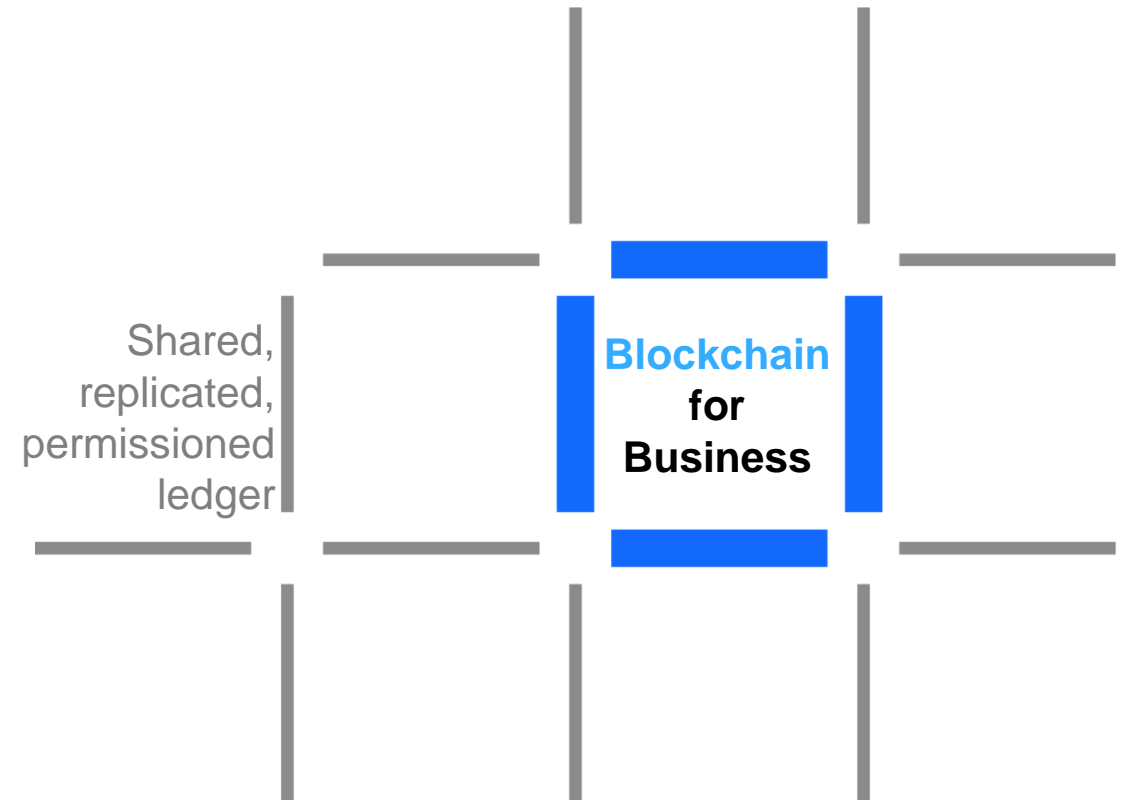 Shared,
replicated,
permissioned
ledger
Blockchain
for
Business